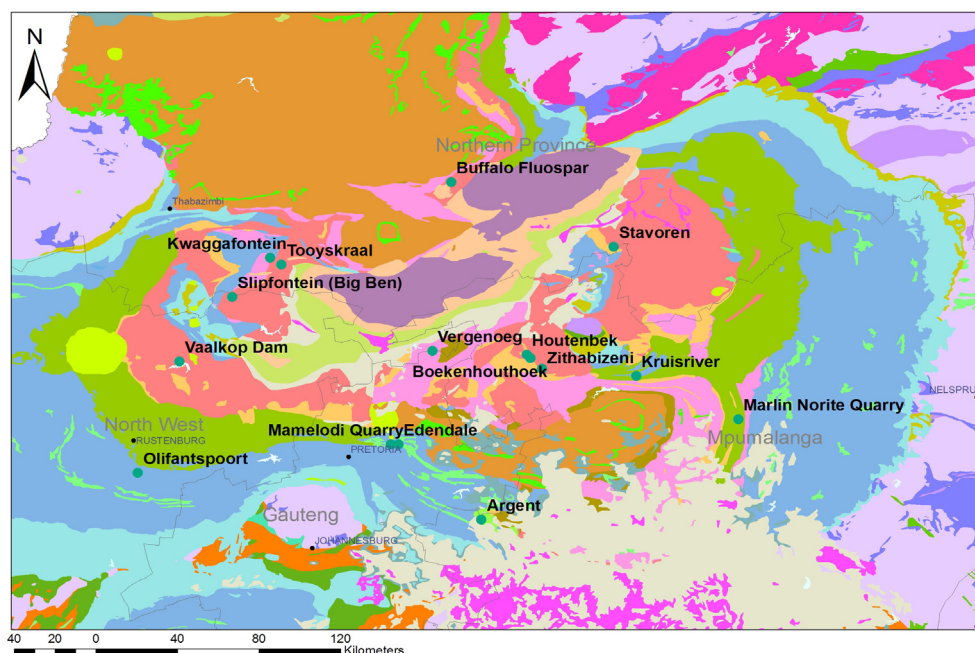 N
Northern Province
Buffalo Fluospar
Thabazimbi
Stavoren
Kwaggafontein
Tooyskraal
Slipfontein (Big Ben)
Vergenoeg
Houtenbek
Vaalkop Dam
Zithabizeni
Boekenhouthoek
Kruisriver
NELSPRU
Marlin Norite Quarry
North West
Mamelodi Quarry
Edendale
RUSTENBURG
Mpumalanga
PRETORIA
Olifantspoort
Argent
Gauteng
JOHANNESBURG
40 20 0 40 80 120
Kilometers